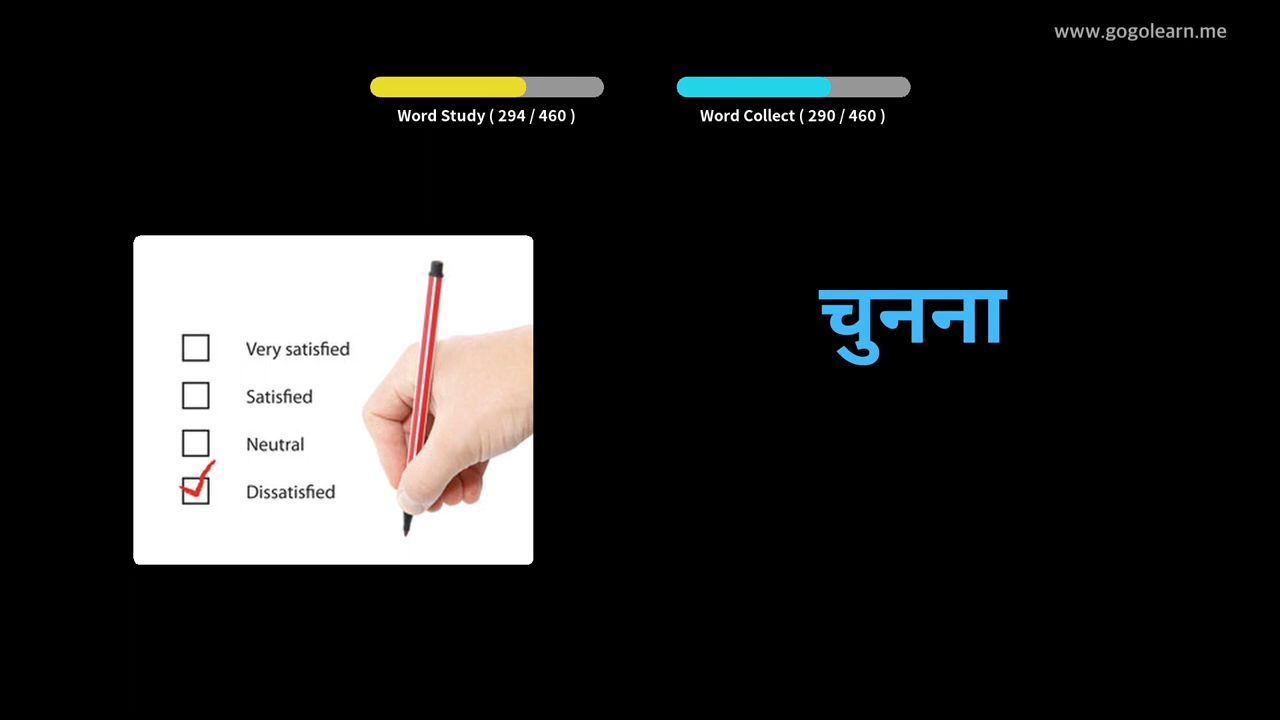 www.gogolearn.me
Word Study ( 294 / 460 )
Word Collect ( 290 / 460 )
Very satisfied
Satisfied
Neutral
Dissatisfied
चुनना